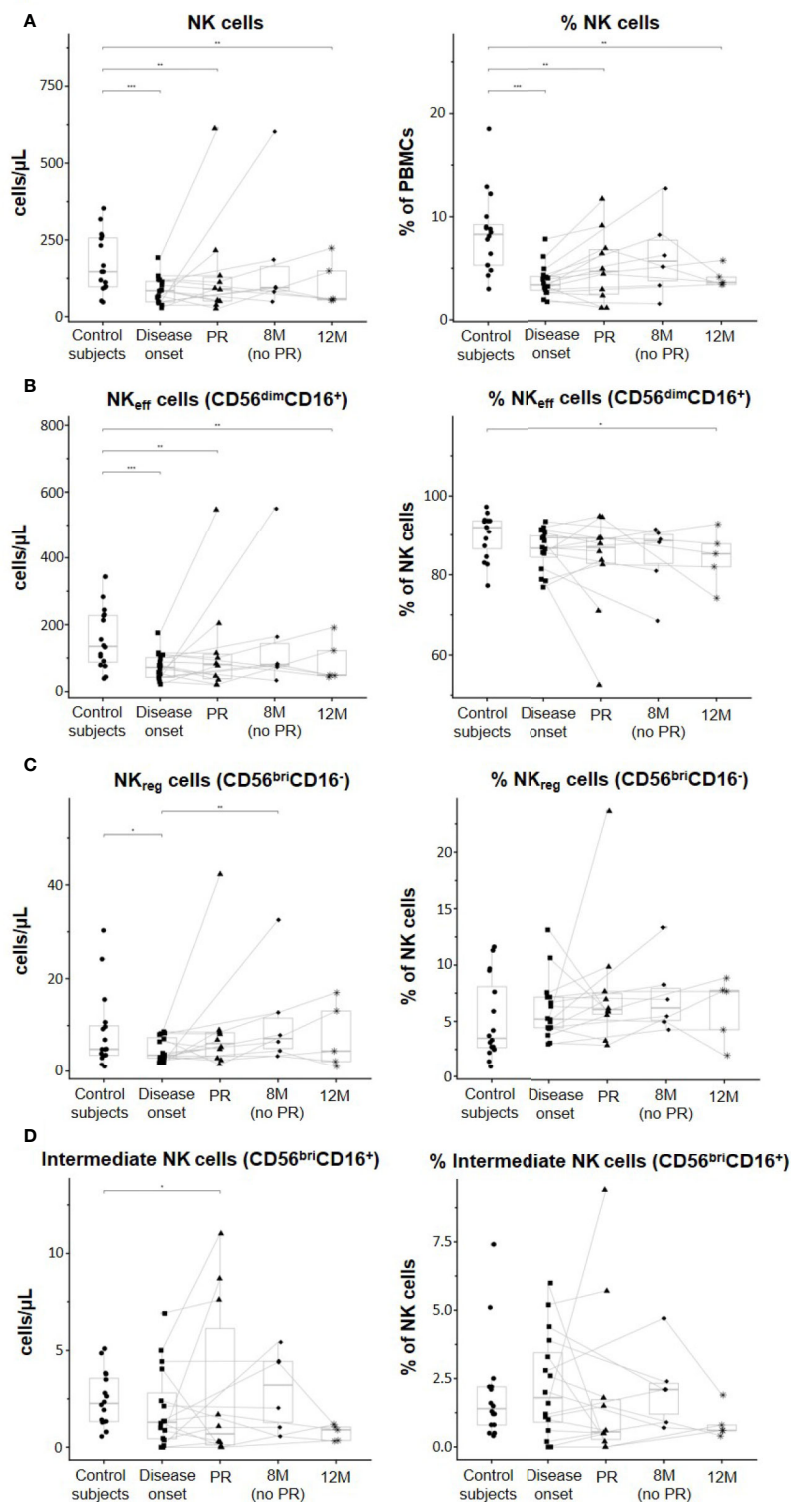 A
NK cells
% NK cells
**
**
***
**
**
***
750
500
250
0
cells/μL
20
10
0
% of PBMCs
Control subjects
Disease onset
PR
8M (no PR)
12M
Control subjects
Disease onset
PR
8M (no PR)
12M
B
NKeff cells (CD56dimCD16+)
% NKeff cells (CD56dimCD16+)
**
**
***
*
800
600
400
200
0
cells/μL
100
80
60
% of NK cells
Control subjects
Disease onset
PR
8M (no PR)
12M
Control subjects
Disease onset
PR
8M (no PR)
12M
C
NKreg cells (CD56briCD16-)
% NKreg cells (CD56briCD16-)
**
*
40
20
0
cells/μL
20
15
10
5
0
% of NK cells
Control subjects
Disease onset
PR
8M (no PR)
12M
Control subjects
Disease onset
PR
8M (no PR)
12M
D
Intermediate NK cells (CD56briCD16+)
% Intermediate NK cells (CD56briCD16+)
*
10
5
0
cells/μL
7.5
5.0
2.5
0.0
% of NK cells
Control subjects
Disease onset
PR
8M (no PR)
12M
Control subjects
Disease onset
PR
8M (no PR)
12M